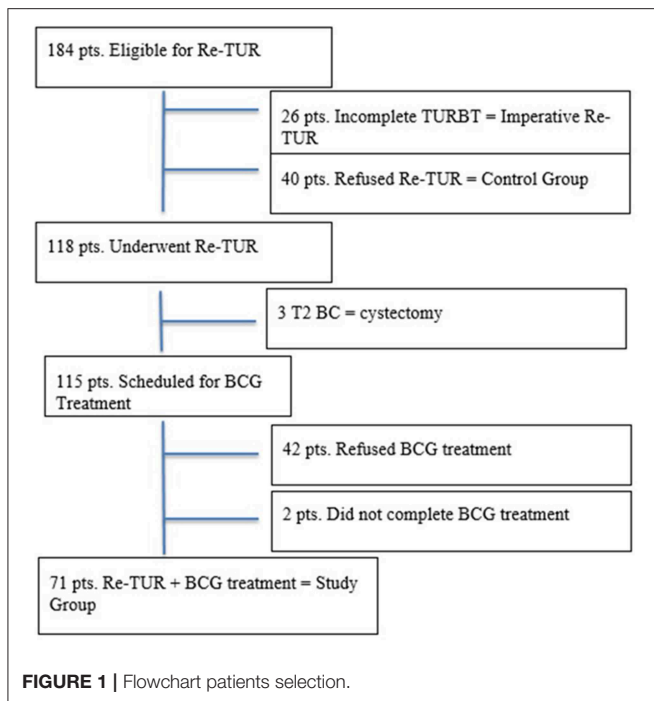 184 pts. Eligible for Re-TUR
26 pts. Incomplete TURBT = Imperative Re-
TUR
40 pts. Refused Re-TUR = Control Group
118 pts. Underwent Re-TUR
3 T2 BC = cystectomy
115 pts. Scheduled for BCG
Treatment
42 pts. Refused BCG treatment
2 pts. Did not complete BCG treatment
71 pts. Re-TUR + BCG treatment = Study
Group
FIGURE 1 | Flowchart patients selection.